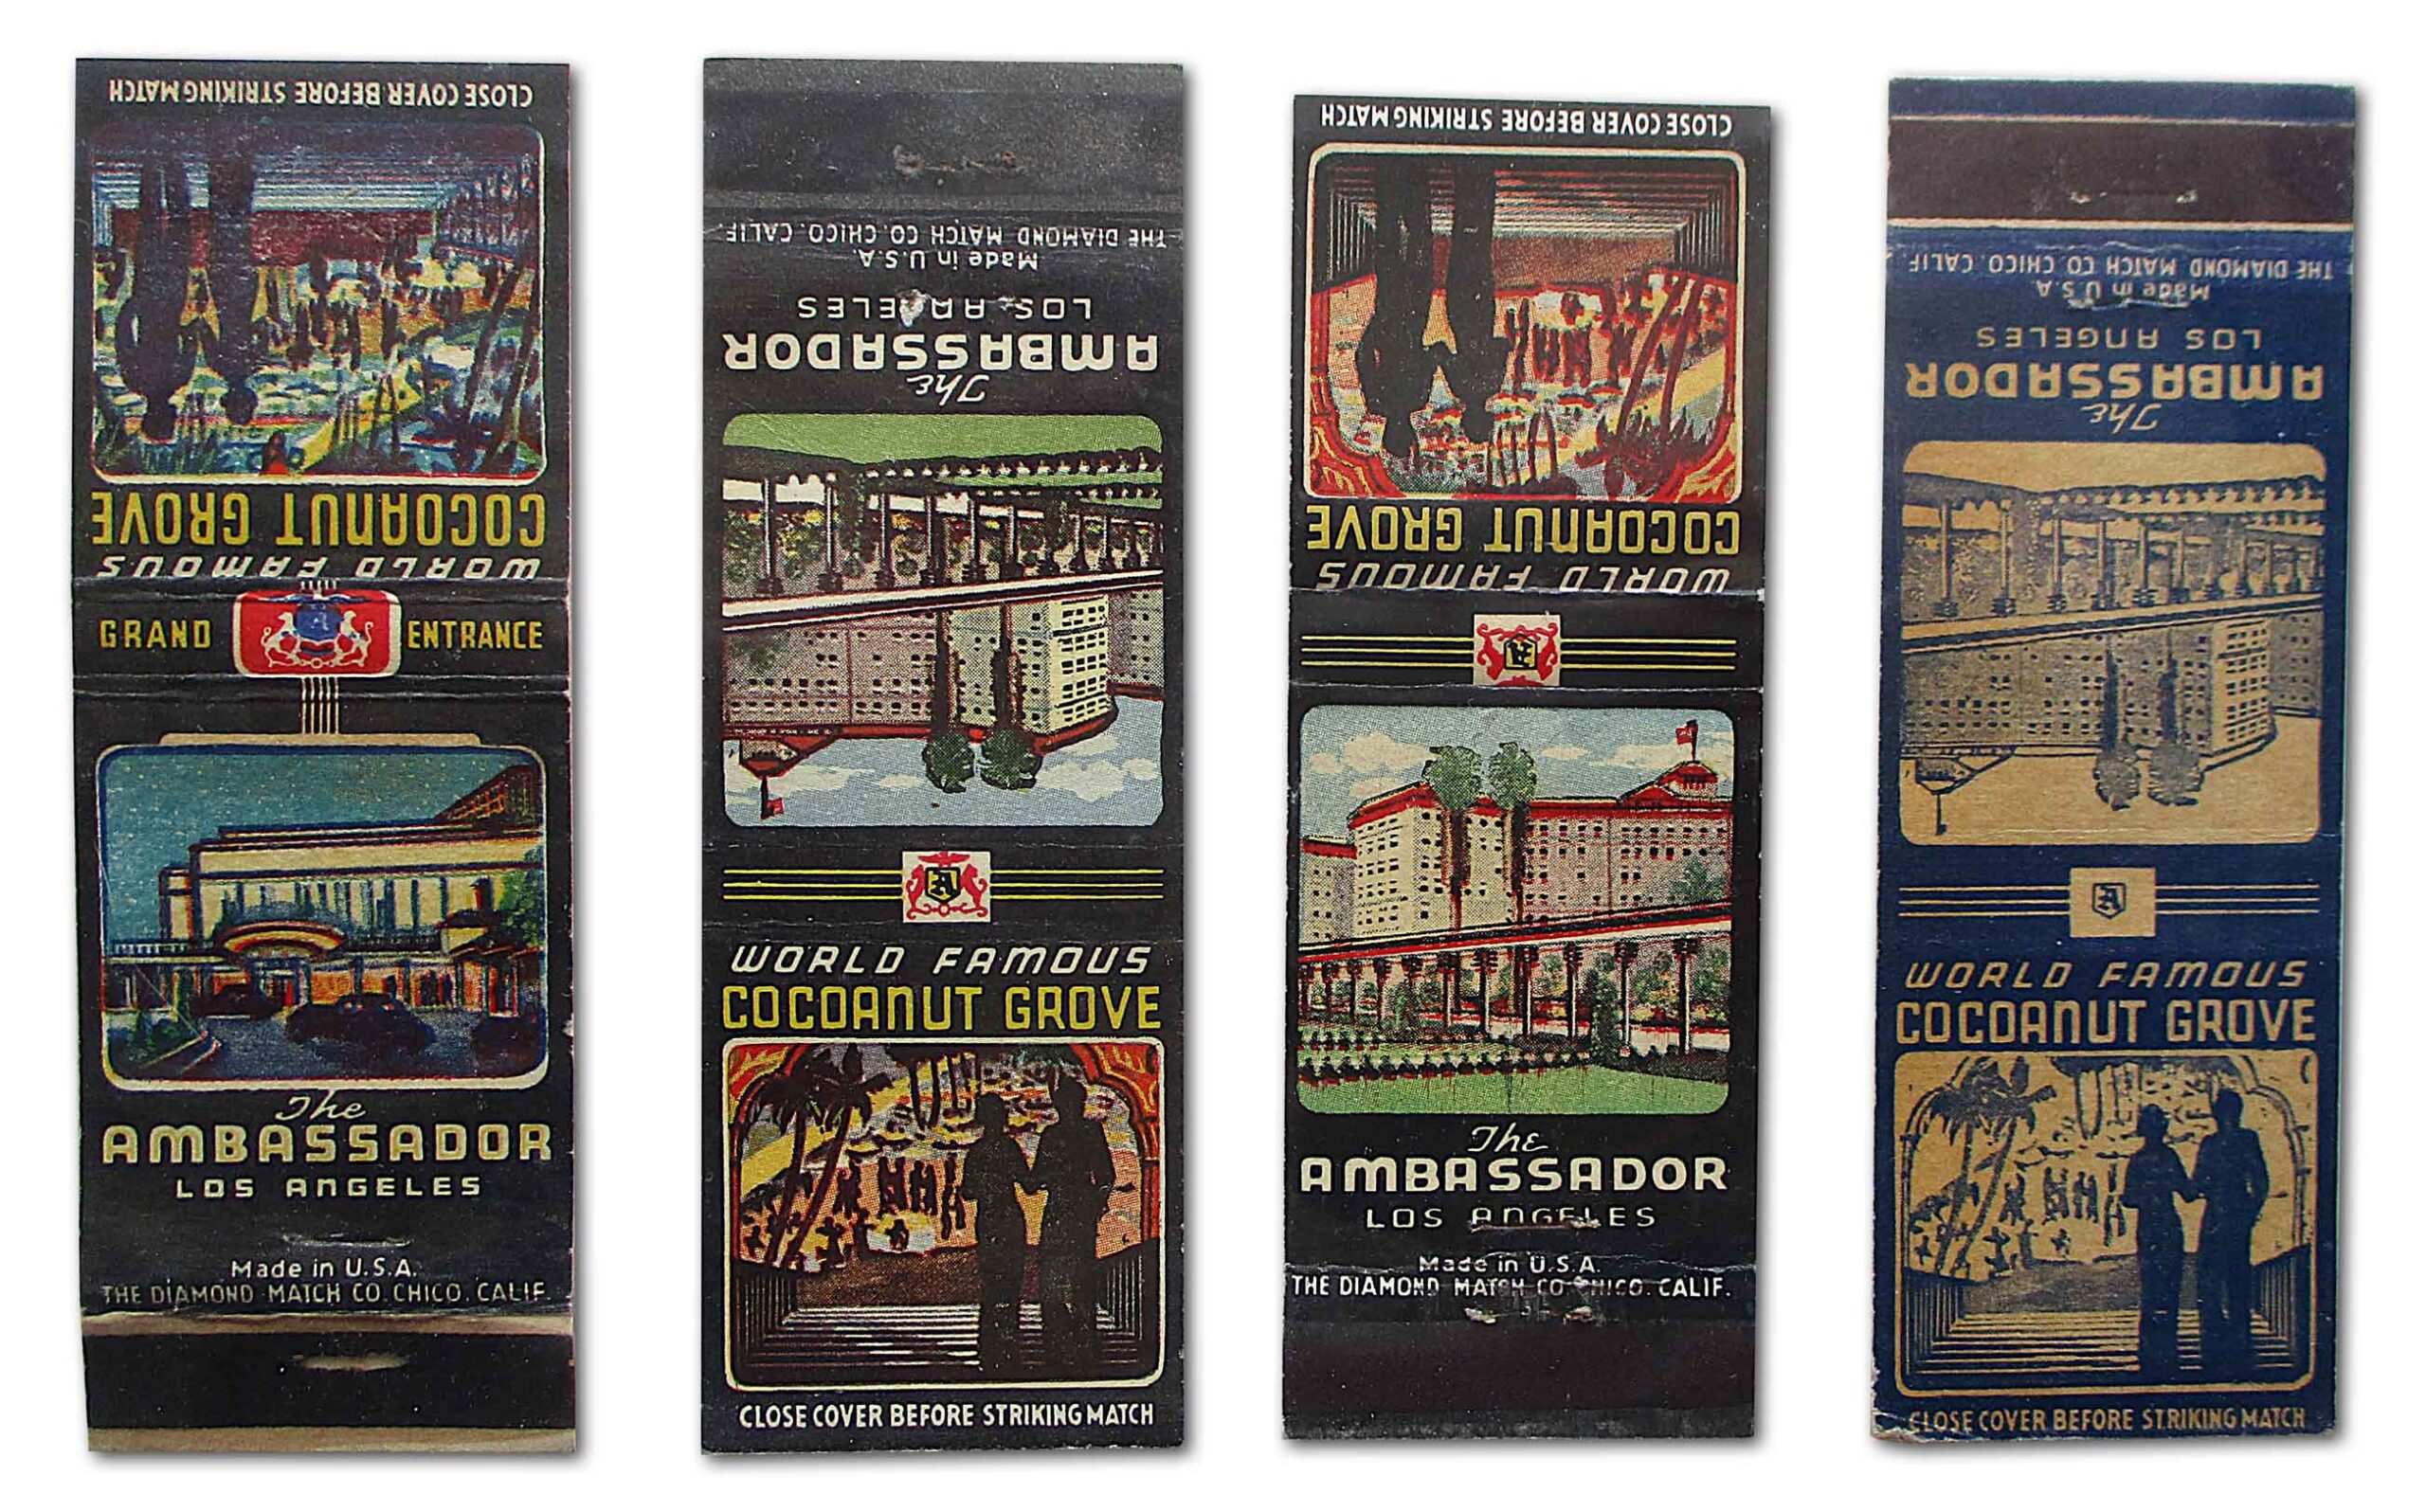 CLOSE COVER BEFORE STRIKING MATCH
COCOANUT GROVE
WORLD FAMOUS
GRAND ENTRANCE
A
The
AMBASSADOR
LOS ANGELES
Made in U.S.A.
THE DIAMOND MATCH CO. CHICO. CALIF.
THE DIAMOND MATCH CO. CHICO. CALIF.
Made in U.S.A
LOS ANGELES
AMBASSADOR
The
A
WORLD FAMOUS
COCOANUT GROVE
CLOSE COVER BEFORE STRIKING MATCH
CLOSE COVER BEFORE STRIKING MATCH
COCOANUT GROVE
WORLD FAMOUS
A
The
AMBASSADOR
LOS ANGELES
Made in U.S.A.
THE DIAMOND MATCH CO CHICO. CALIF.
THE DIAMOND MATCH CO CHICO. CALIF.
Made in U.S.A
LOS ANGELES
AMBASSADOR
The
A
WORLD FAMOUS
COCOANUT GROVE
CLOSE COVER BEFORE STRIKING MATCH